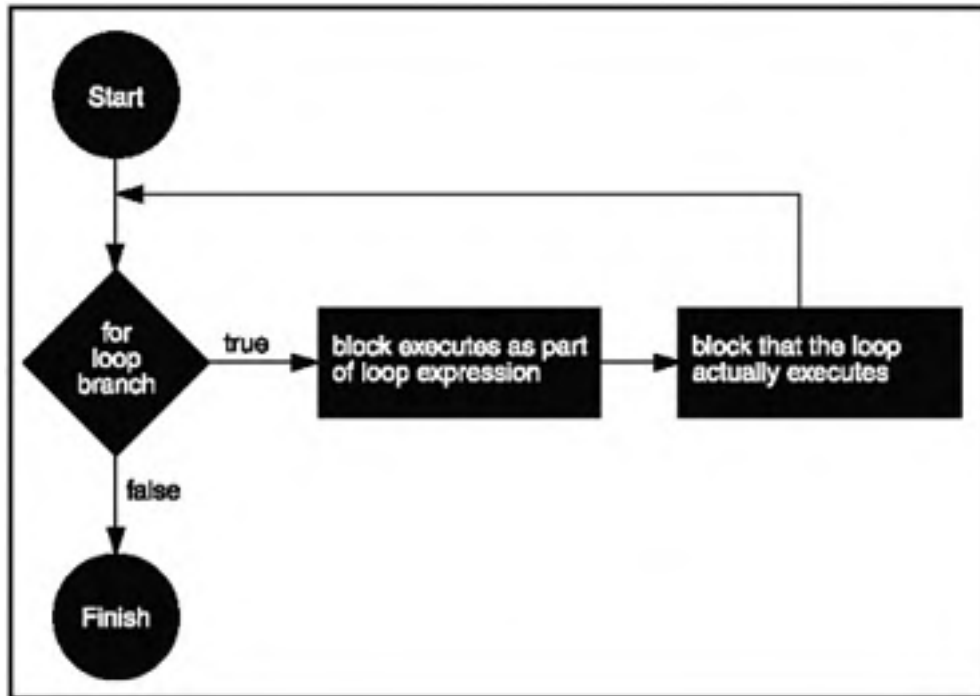 Start
for
loop
branch
true
block executes as part
of loop expression
block that the loop
actually executes
false
Finish